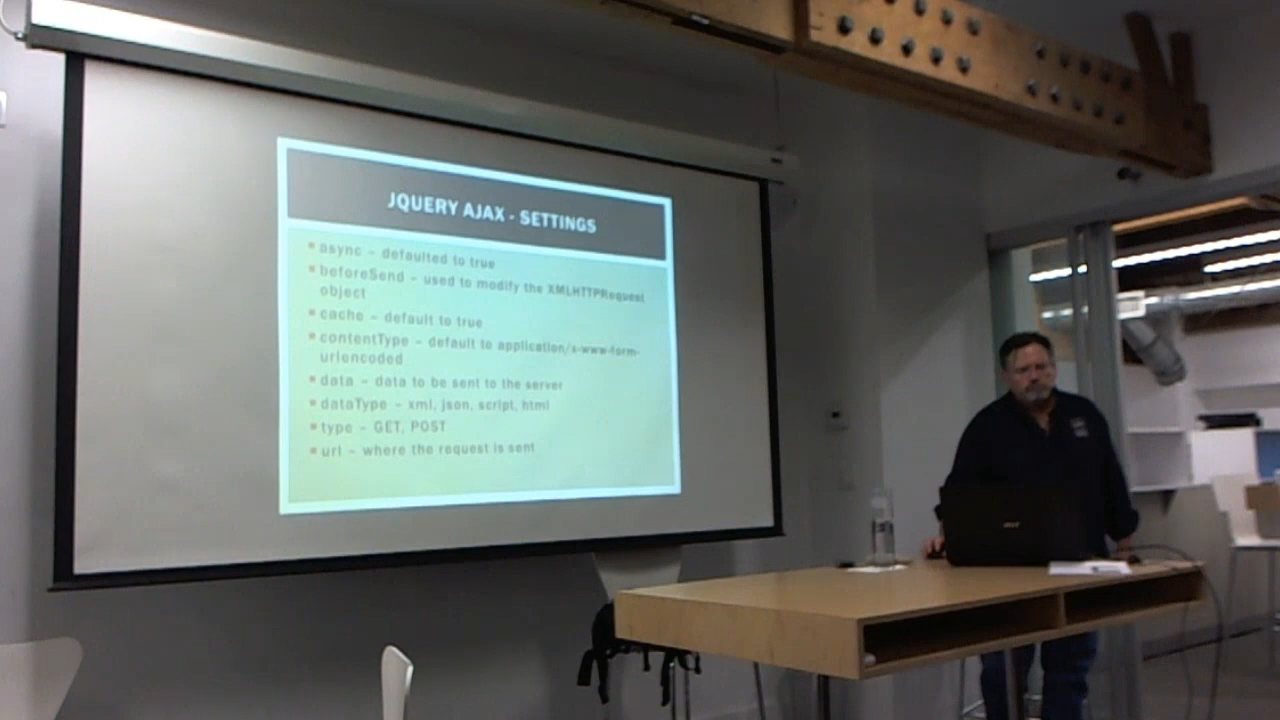 JQUERY AJAX - SETTINGS
async – defaulted to true
beforeSend – used to modify the XMLHTTPRequest
object
cache – default to true
contentType – default to application/x-www-form-
urlencoded
data – data to be sent to the server
dataType – xml, json, script, html
type – GET, POST
url – where the request is sent
acer